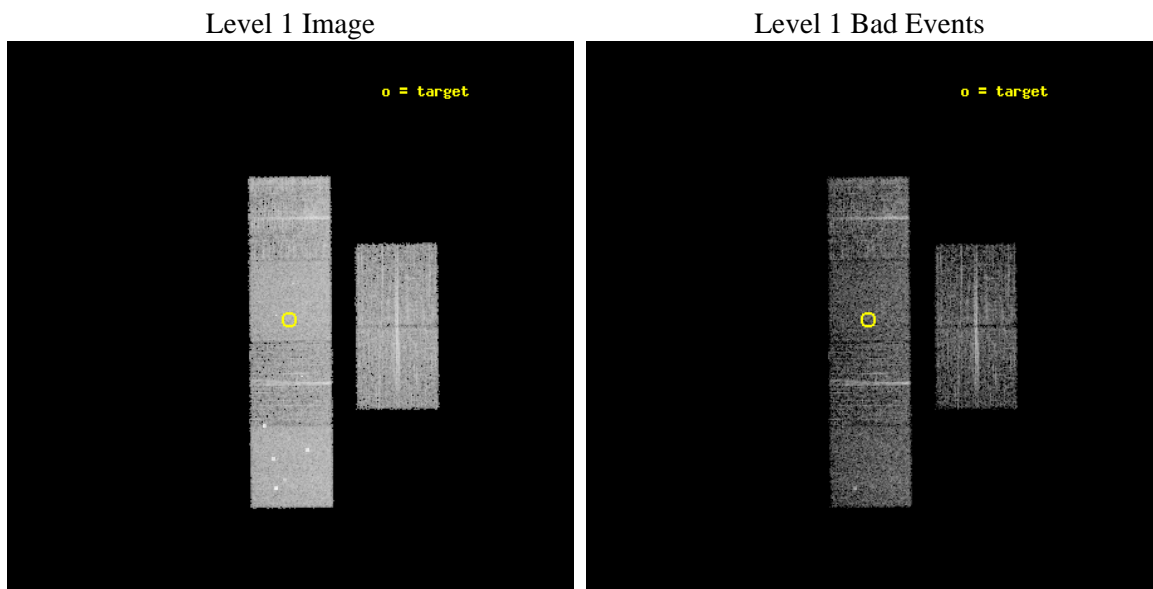 Level 1 Image
Level 1 Bad Events
o = target
o = target